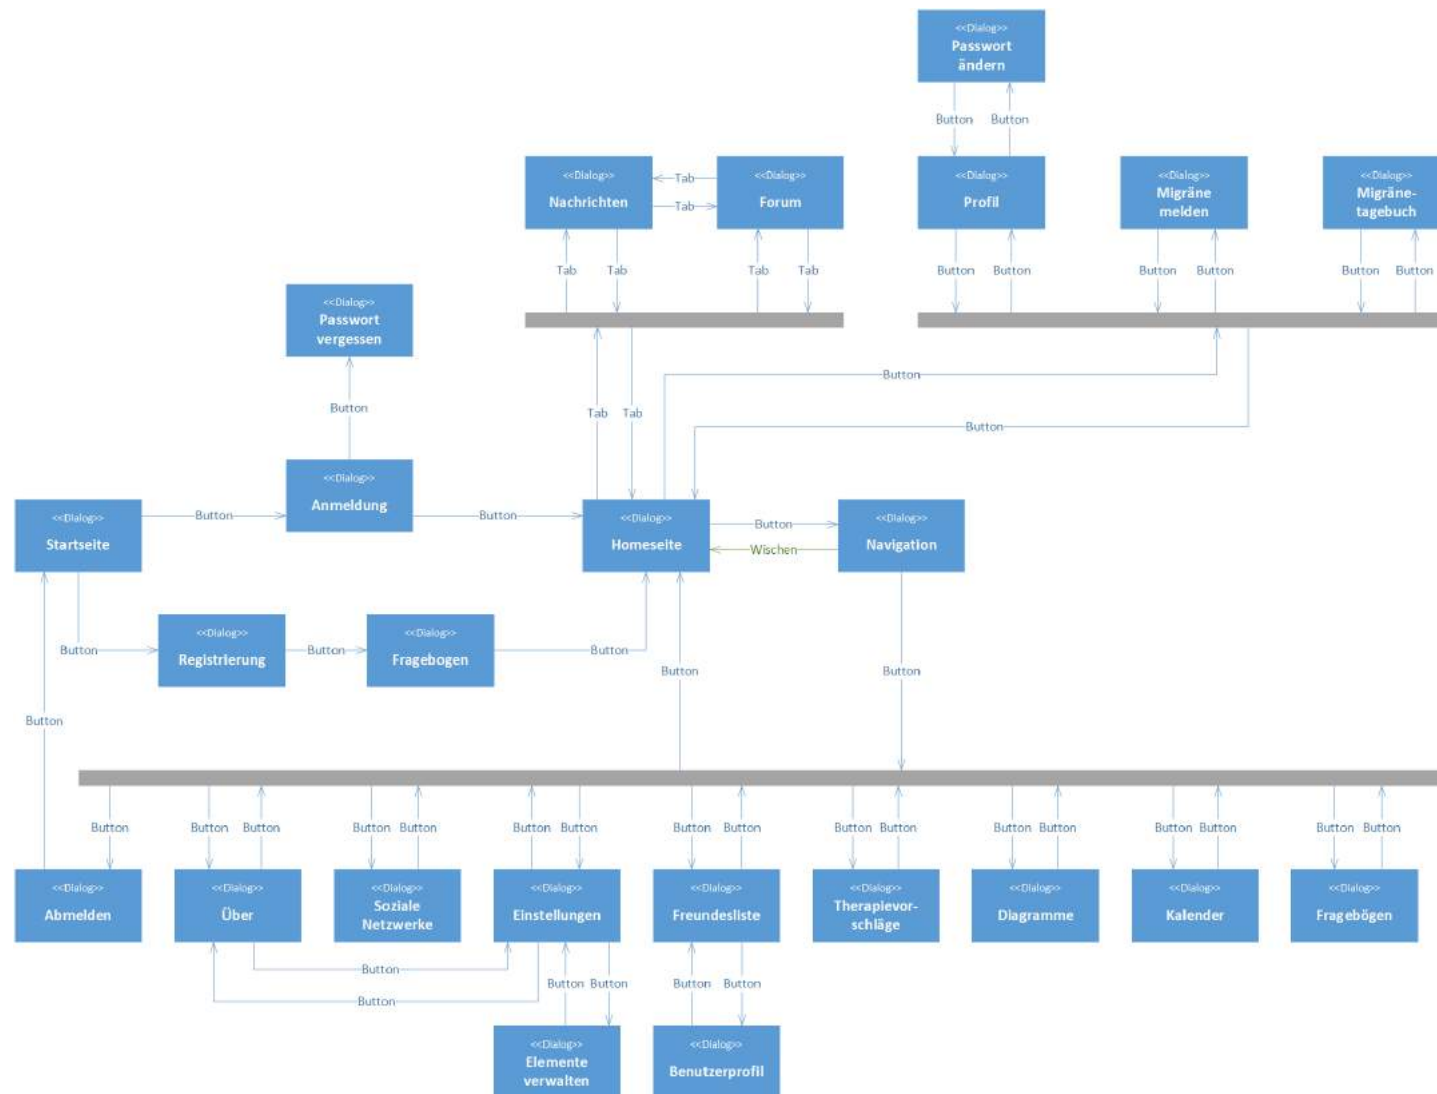 <<Dialog>>
Passwort
ändern
Button Button
<<Dialog>>
Nachrichten
Tab
Tab
<<Dialog>>
Forum
<<Dialog>>
Profil
<<Dialog>>
Migräne
melden
<<Dialog>>
Migräne-
tagebuch
Tab Tab Tab Tab
Button Button Button Button Button Button
<<Dialog>>
Passwort
vergessen
Button
Button
Tab Tab
Button
<<Dialog>>
Anmeldung
<<Dialog>>
Startseite
Button
Button
<<Dialog>>
Homeseite
Button
Wischen
<<Dialog>>
Navigation
Button
<<Dialog>>
Registrierung
Button
<<Dialog>>
Fragebogen
Button
Button
Button
Button
Button Button Button Button Button Button Button Button Button Button Button Button Button Button Button Button Button
<<Dialog>>
Abmelden
<<Dialog>>
Über
<<Dialog>>
Soziale
Netzwerke
<<Dialog>>
Einstellungen
<<Dialog>>
Freundesliste
<<Dialog>>
Therapievor-
schläge
<<Dialog>>
Diagramme
<<Dialog>>
Kalender
<<Dialog>>
Fragebögen
Button
Button
Button Button Button Button
<<Dialog>>
Elemente
verwalten
<<Dialog>>
Benutzerprofil